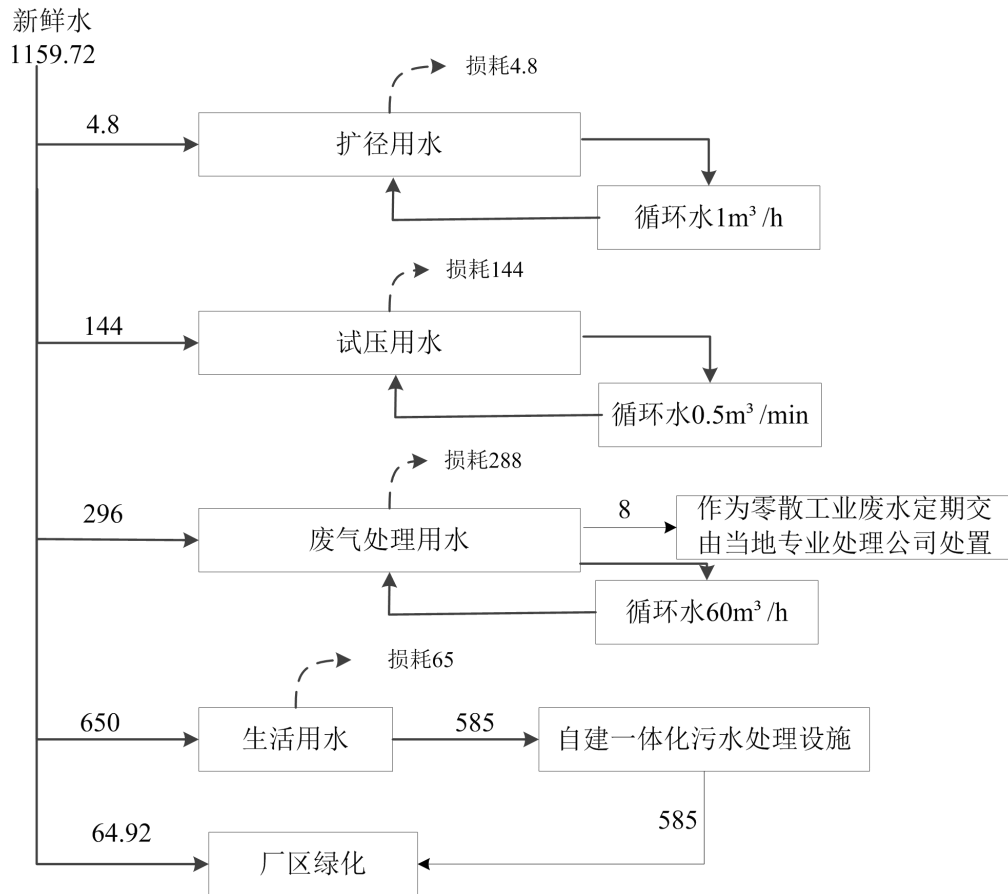 新鲜水
1159.72
损耗4.8
4.8
扩径用水
循环水1m³/h
损耗144
144
试压用水
循环水0.5m³/min
损耗288
296
废气处理用水
8
作为零散工业废水定期交
由当地专业处理公司处置
循环水60m³/h
损耗65
650
生活用水
585
自建一体化污水处理设施
585
64.92
厂区绿化